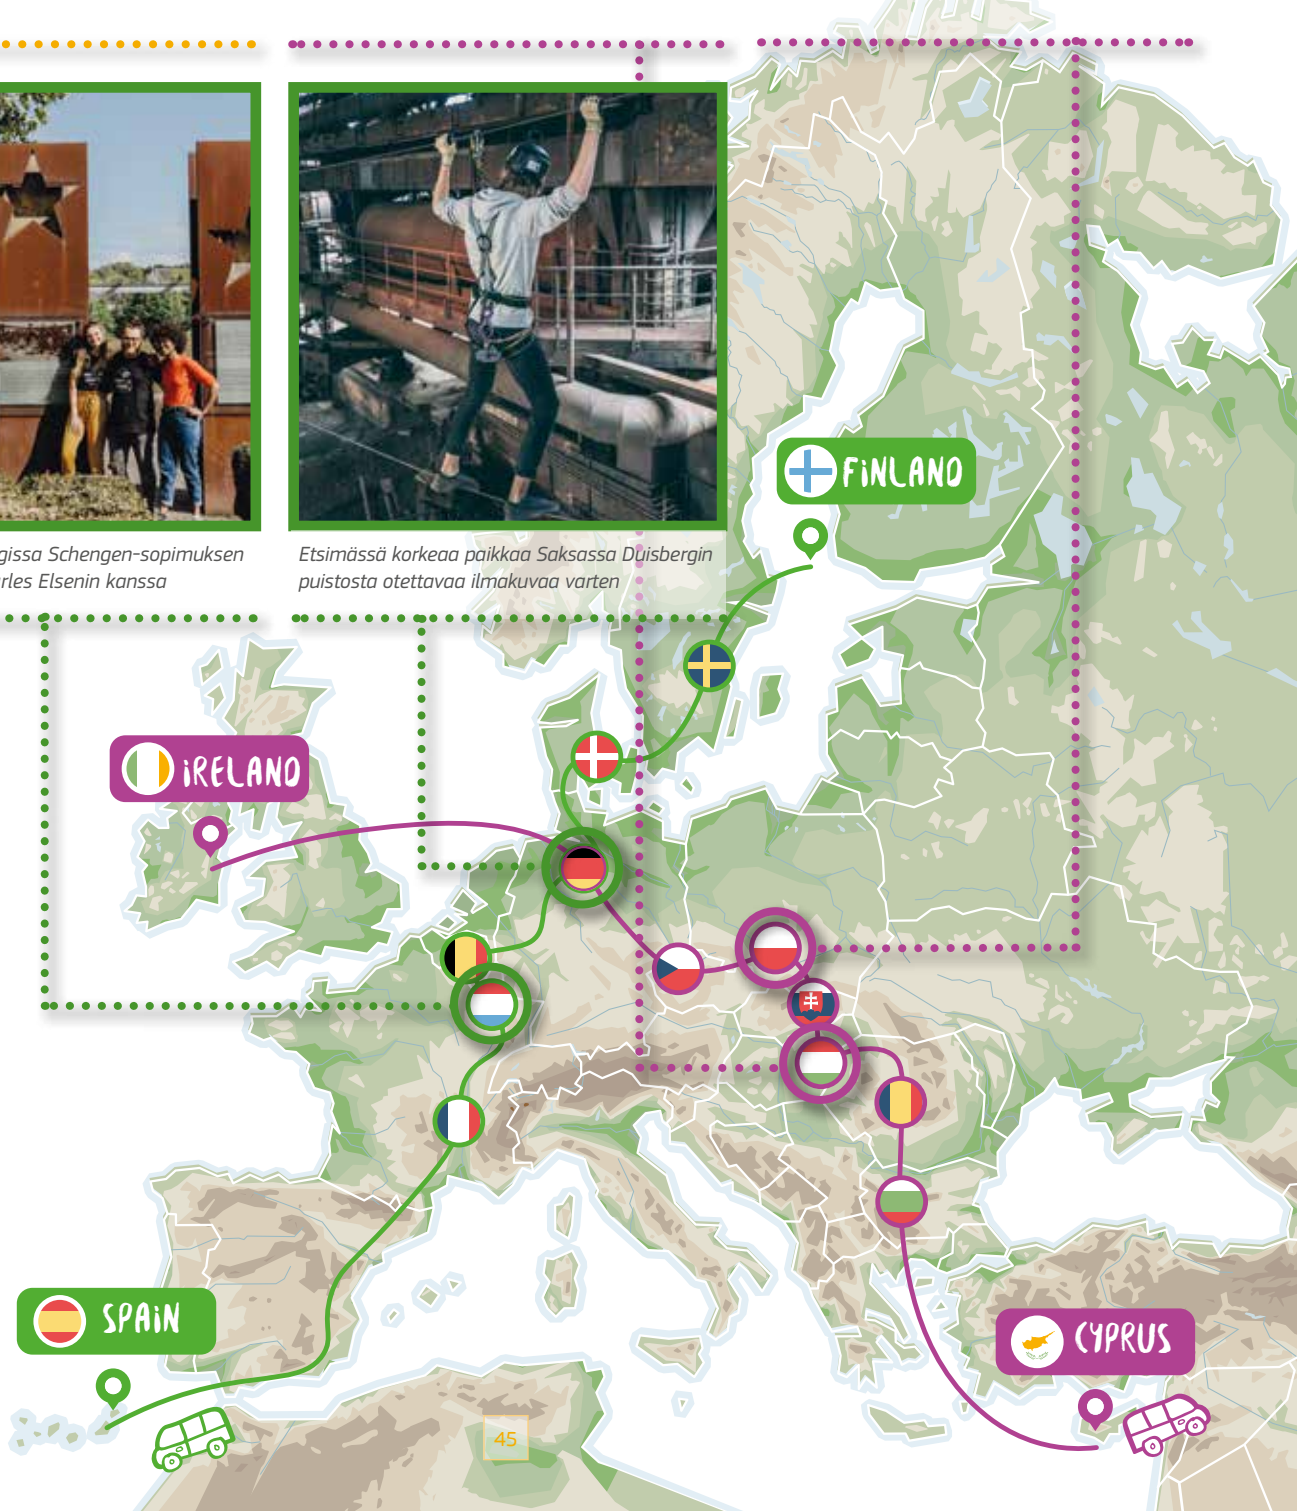 gissa Schengen-sopimuksen
rles Elsenin kanssa
Etsimässä korkeaa paikkaa Saksassa Duisbergin
puistosta otettavaa ilmakuvaa varten
FiNLAND
iRELAND
SPAiN
CYPRUS
45